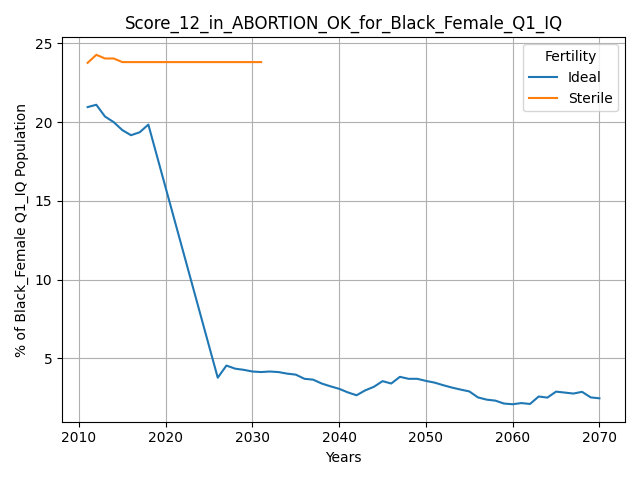 Score_12_in_ABORTION_OK_for_Black_Female_Q1_IQ
% of Black_Female Q1_IQ Population
25
20
15
10
5
Fertility
Ideal
Sterile
2010 2020 2030 2040 2050 2060 2070
Years